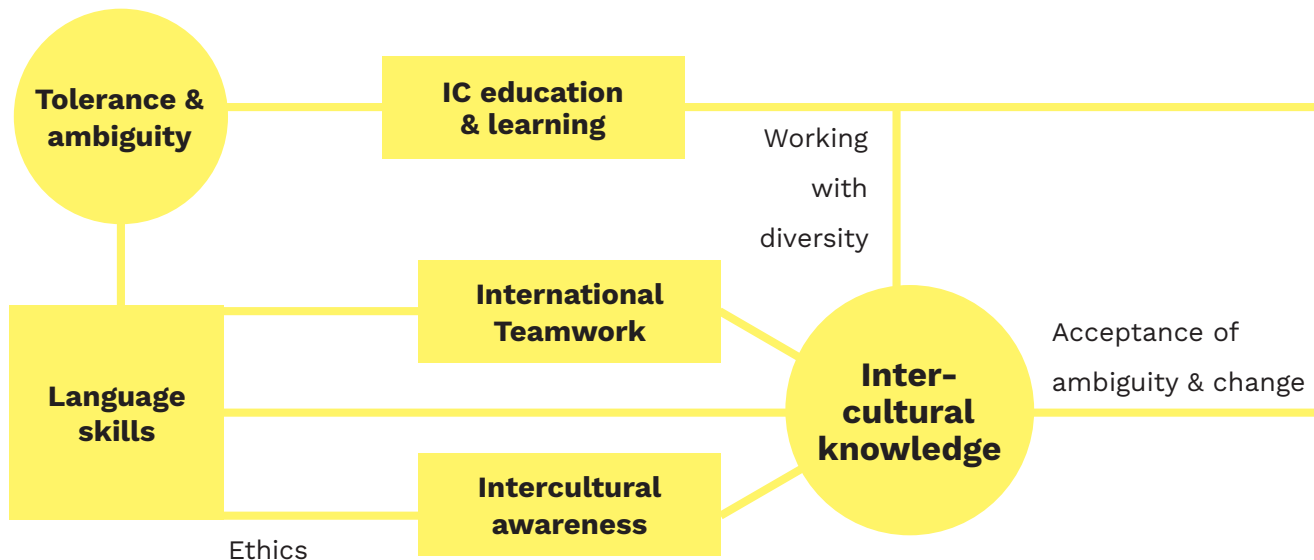 Tolerance &
ambiguity
IC education
& learning
Working
with
diversity
International
Teamwork
Language
skills
Inter-
cultural
knowledge
Acceptance of
ambiguity & change
Intercultural
awareness
Ethics